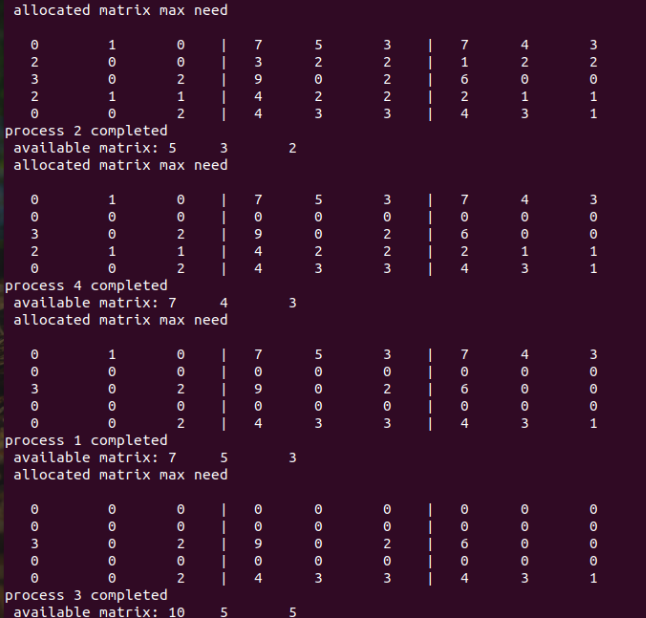 allocated matrix max need
0 1 0 | 7 5 3 | 7 4 3
2 0 0 | 3 2 2 | 1 2 2
3 0 2 | 9 0 2 | 6 0 0
2 1 1 | 4 2 2 | 2 1 1
0 0 2 | 4 3 3 | 4 3 1
process 2 completed
available matrix: 5 3 2
allocated matrix max need
0 1 0 | 7 5 3 | 7 4 3
0 0 0 | 0 0 0 | 0 0 0
3 0 2 | 9 0 2 | 6 0 0
2 1 1 | 4 2 2 | 2 1 1
0 0 2 | 4 3 3 | 4 3 1
process 4 completed
available matrix: 7 4 3
allocated matrix max need
0 1 0 | 7 5 3 | 7 4 3
0 0 0 | 0 0 0 | 0 0 0
3 0 2 | 9 0 2 | 6 0 0
0 0 0 | 0 0 0 | 0 0 0
0 0 2 | 4 3 3 | 4 3 1
process 1 completed
available matrix: 7 5 3
allocated matrix max need
0 0 0 | 0 0 0 | 0 0 0
0 0 0 | 0 0 0 | 0 0 0
3 0 2 | 9 0 2 | 6 0 0
0 0 0 | 0 0 0 | 0 0 0
0 0 2 | 4 3 3 | 4 3 1
process 3 completed
available matrix: 10 5 5